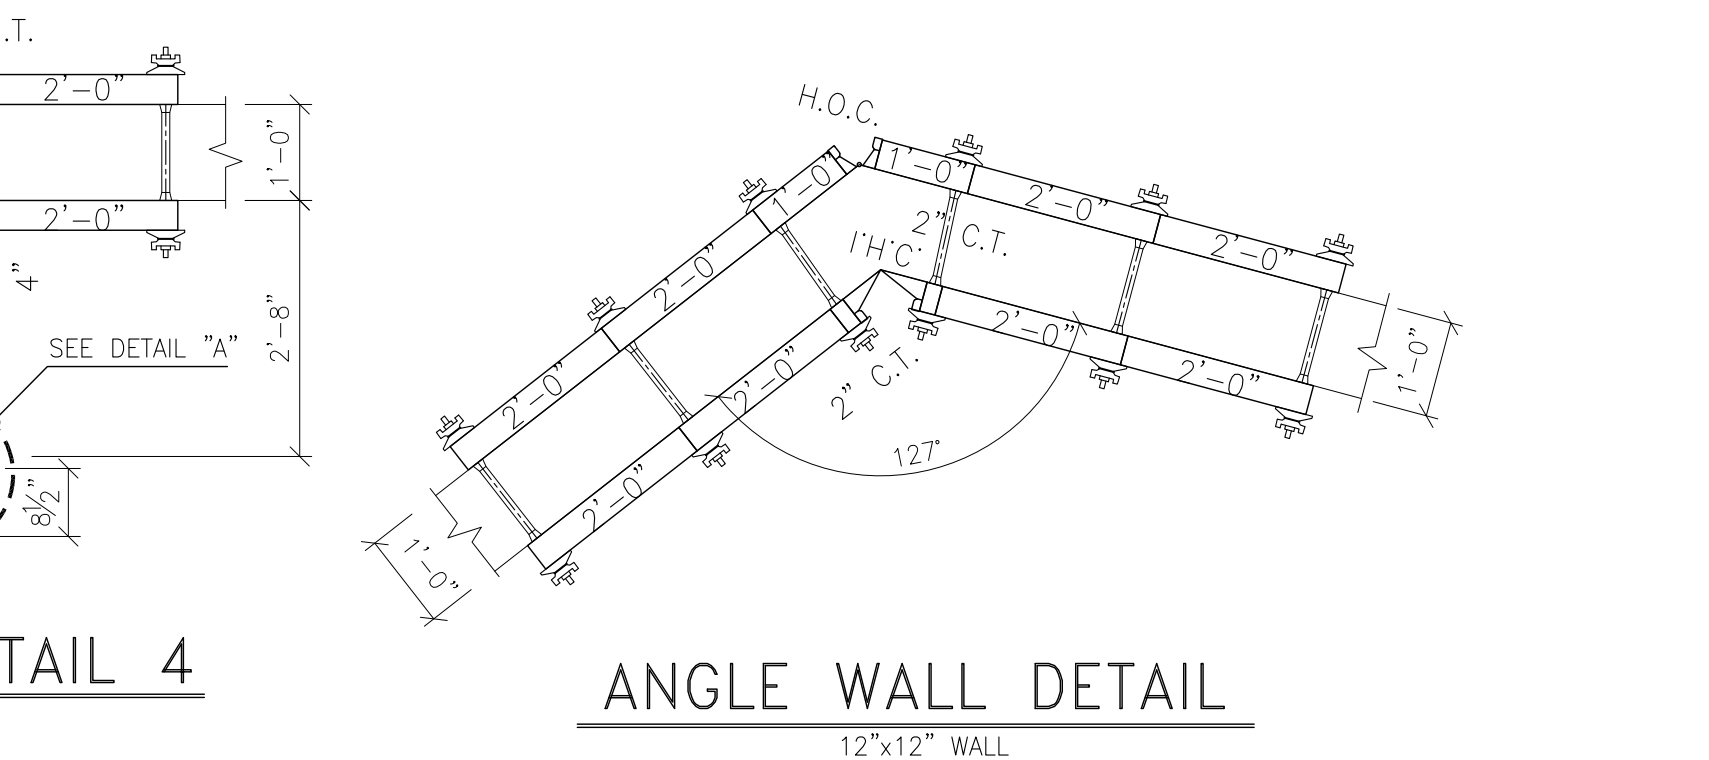 .T.
2'-0"
1'-0"
2'-0"
4"
2'-8"
SEE DETAIL "A"
8 1/2"
TAIL 4
H.O.C.
1'-0"
1'-0"
2'-0"
2'-0"
2" C.T.
I.H.C.
2'-0"
2'-0"
2'-0"
2'-0"
2'-0"
2'-0"
1'-0"
2" C.T.
127°
2'-0"
1'-0"
ANGLE WALL DETAIL
12"x12" WALL